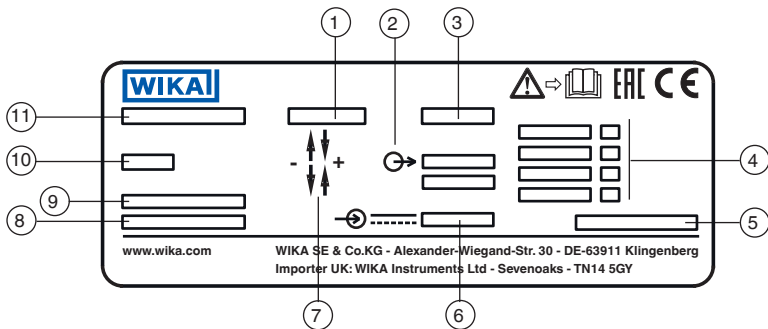 1 2 3
WIKA
EAC CE
11
10
- +
4
9
8
5
www.wika.com WIKA SE & Co.KG - Alexander-Wiegand-Str. 30 - DE-63911 Klingenberg
Importer UK: WIKA Instruments Ltd - Sevenoaks - TN14 5GY
7 6